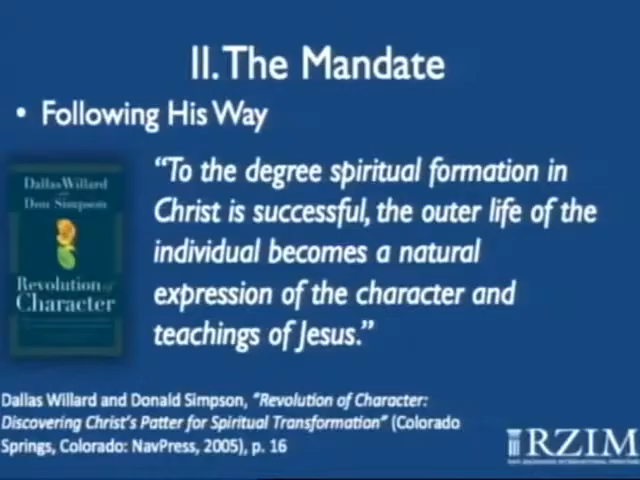 II. The Mandate
• Following His Way
"To the degree spiritual formation in
Christ is successful, the outer life of the
individual becomes a natural
expression of the character and
teachings of Jesus."
Dallas Willard
Don Simpson
Revolution of
Character
Dallas Willard and Donald Simpson, "Revolution of Character:
Discovering Christ's Patter for Spiritual Transformation" (Colorado
Springs, Colorado: NavPress, 2005), p. 16
RZIM